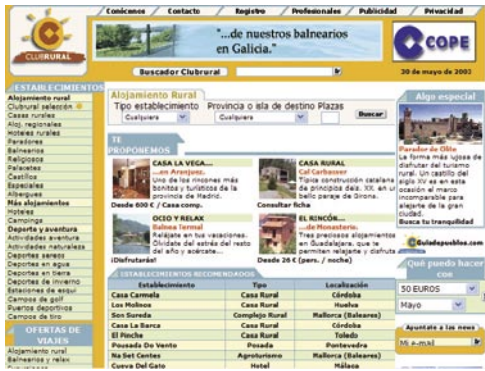 Conócenos
Contacto
Registro
Profesionales
Publicidad
Privacidad
CLUBRURAL
"...de nuestros balnearios
en Galicia."
COPE
Buscador Clubrural
30 de mayo de 2003
ESTABLECIMIENTOS
Alojamiento rural
Clubrural selección
Casas rurales
Aloj. regionales
Hoteles rurales
Paradores
Balnearios
Religiosos
Palacetes
Castillos
Especiales
Albergues
Más alojamientos
Hoteles
Campings
Deporte y aventura
Actividades aventura
Actividades naturaleza
Deportes aéreos
Deportes en agua
Deportes en tierra
Deportes de invierno
Estaciones de esquí
Campos de golf
Puertos deportivos
Campos de tiro
OFERTAS DE
VIAJES
Alojamiento rural
Balnearios y relax
Alojamiento Rural
Tipo establecimiento Provincia o isla de destino Plazas
Cualquiera
Cualquiera
Buscar
TE
PROPONEMOS
CASA LA VEGA...
...en Aranjuez.
Uno de los rincones más
bonitos y turísticos de la
provincia de Madrid.
Desde 600 € / Casa comp.
CASA RURAL
Cal Carbasser
Típica construcción catalana
de principios dels. XX. en un
bello paraje de Girona.
Consultar ficha
OCIO Y RELAX
Balnea Termal
Relájate en tus vacaciones.
Olvídate del estrés del resto
del año y acércate...
¡Disfrutarás!
EL RINCÓN...
...de Monasterio.
Tres preciosos alojamientos
en Guadalajara, que te
permiten relajarte y disfruta
Desde 26 € (pers. / noche)
ESTABLECIMIENTOS RECOMENDADOS
Establecimiento Tipo Localización
Casa Carmela Casa Rural Córdoba
Los Molinos Casa Rural Huelva
Son Sureda Complejo Rural Mallorca (Baleares)
Casa La Barca Casa Rural Córdoba
El Pinche Casa Rural Toledo
Pousada Do Vento Posada Pontevedra
Na Set Centes Agroturismo Mallorca (Baleares)
Cueva Del Gato Hotel Málaga
Algo especial
Parador de Olite
La forma más lujosa de
disfrutar del turismo
rural. Un castillo del
siglo XV es en esta
ocasión el marco
incomparable para
alejarte de la gran
ciudad.
Busca tu tranquilidad
Guiadepueblos.com
¿Qué puedo hacer
con
50 EUROS
Mayo
Apuntate a las news
Mi e-mail